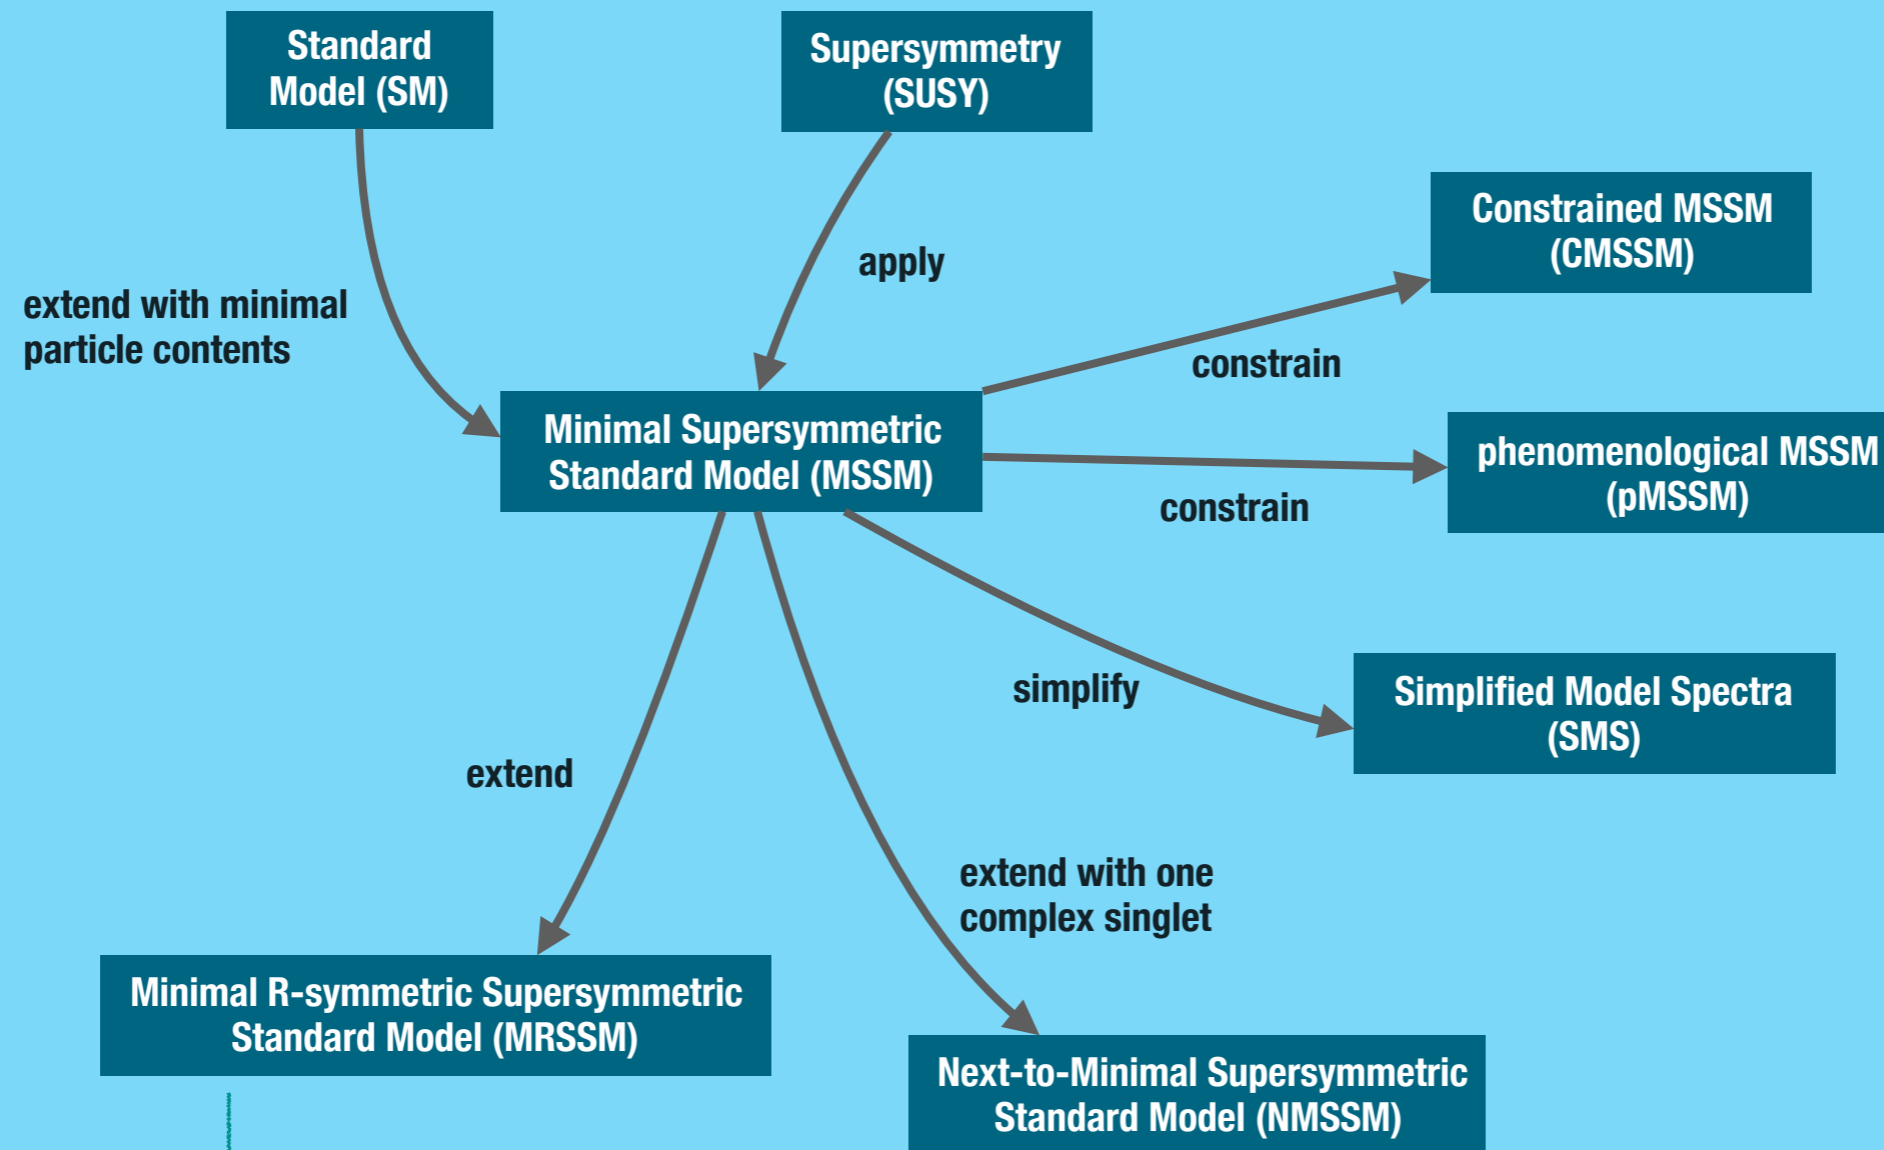 Standard
Model (SM)
Supersymmetry
(SUSY)
Constrained MSSM
(CMSSM)
apply
extend with minimal
particle contents
constrain
Minimal Supersymmetric
Standard Model (MSSM)
phenomenological MSSM
(pMSSM)
constrain
simplify
Simplified Model Spectra
(SMS)
extend
extend with one
complex singlet
Minimal R-symmetric Supersymmetric
Standard Model (MRSSM)
Next-to-Minimal Supersymmetric
Standard Model (NMSSM)